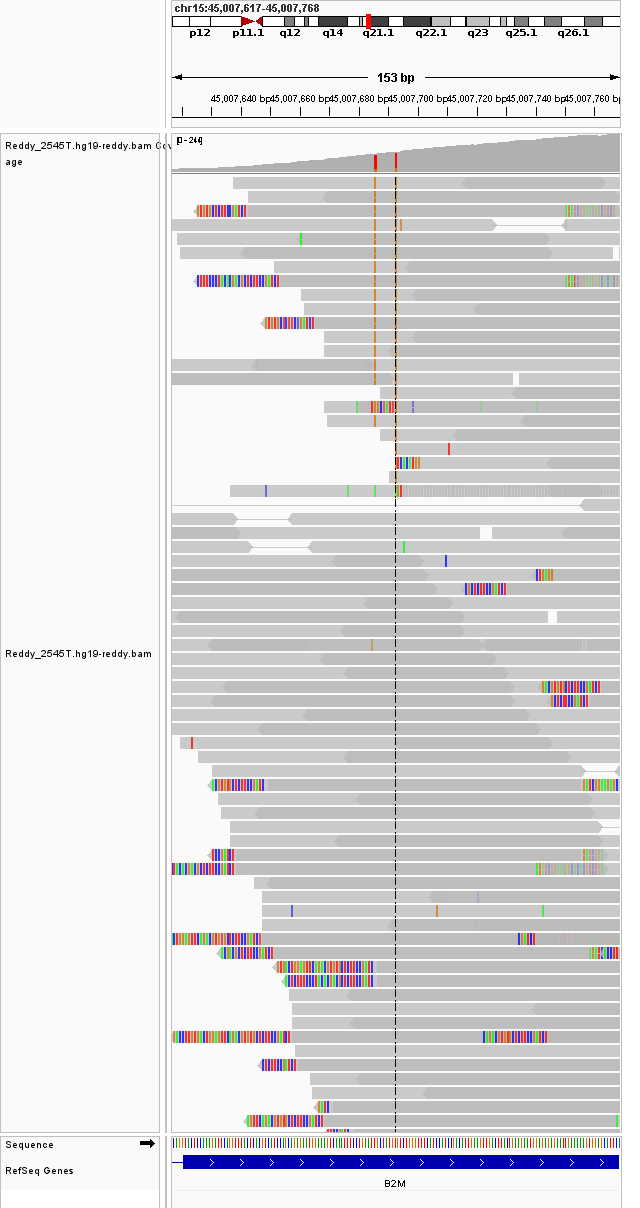 chr15:45,007,617-45,007,768
p12 p11.1 q12 q14 q21.1 q22.1 q23 q25.1 q26.1
153 bp
45,007,640 bp 45,007,660 bp 45,007,680 bp 45,007,700 bp 45,007,720 bp 45,007,740 bp 45,007,760 bp
Reddy_2545T.hg19-reddy.bam Cov
age
[0-244]
Reddy_2545T.hg19-reddy.bam
Sequence
RefSeq Genes
B2M